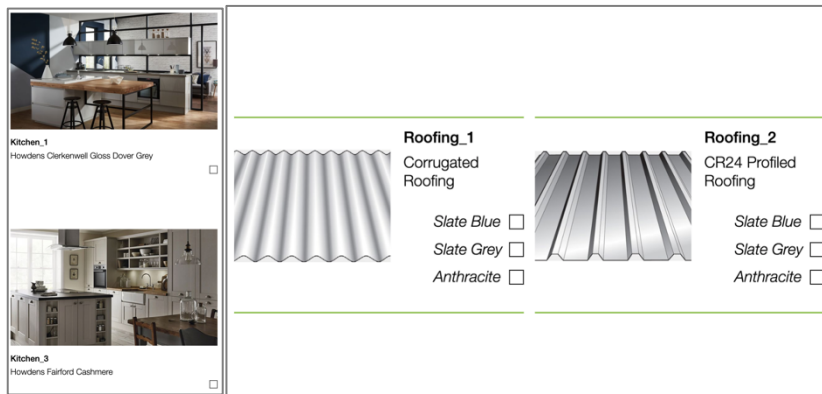 Kitchen_1
Howdens Clerkenwell Gloss Dover Grey
Kitchen_3
Howdens Fairford Cashmere
Roofing_1
Corrugated
Roofing
Slate Blue
Slate Grey
Anthracite
Roofing_2
CR24 Profiled
Roofing
Slate Blue
Slate Grey
Anthracite